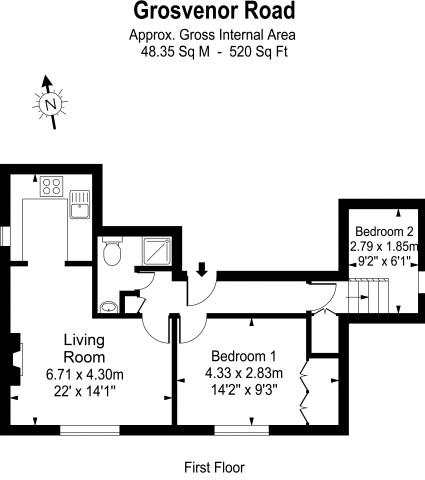 Grosvenor Road
Approx. Gross Internal Area
48.35 Sq M - 520 Sq Ft
N
Bedroom 2
2.79 x 1.85m
9'2" x 6'1"
Living
Room
6.71 x 4.30m
22' x 14'1"
Bedroom 1
4.33 x 2.83m
14'2" x 9'3"
First Floor